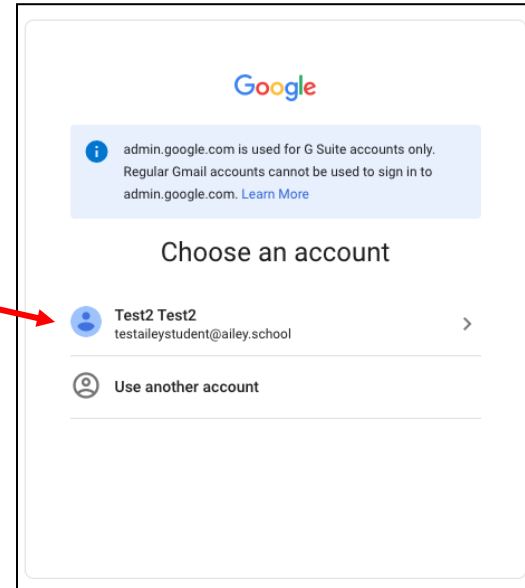 Google
admin.google.com is used for G Suite accounts only.
Regular Gmail accounts cannot be used to sign in to
admin.google.com. Learn More
Choose an account
Test2 Test2
testaileystudent@ailey.school
Use another account